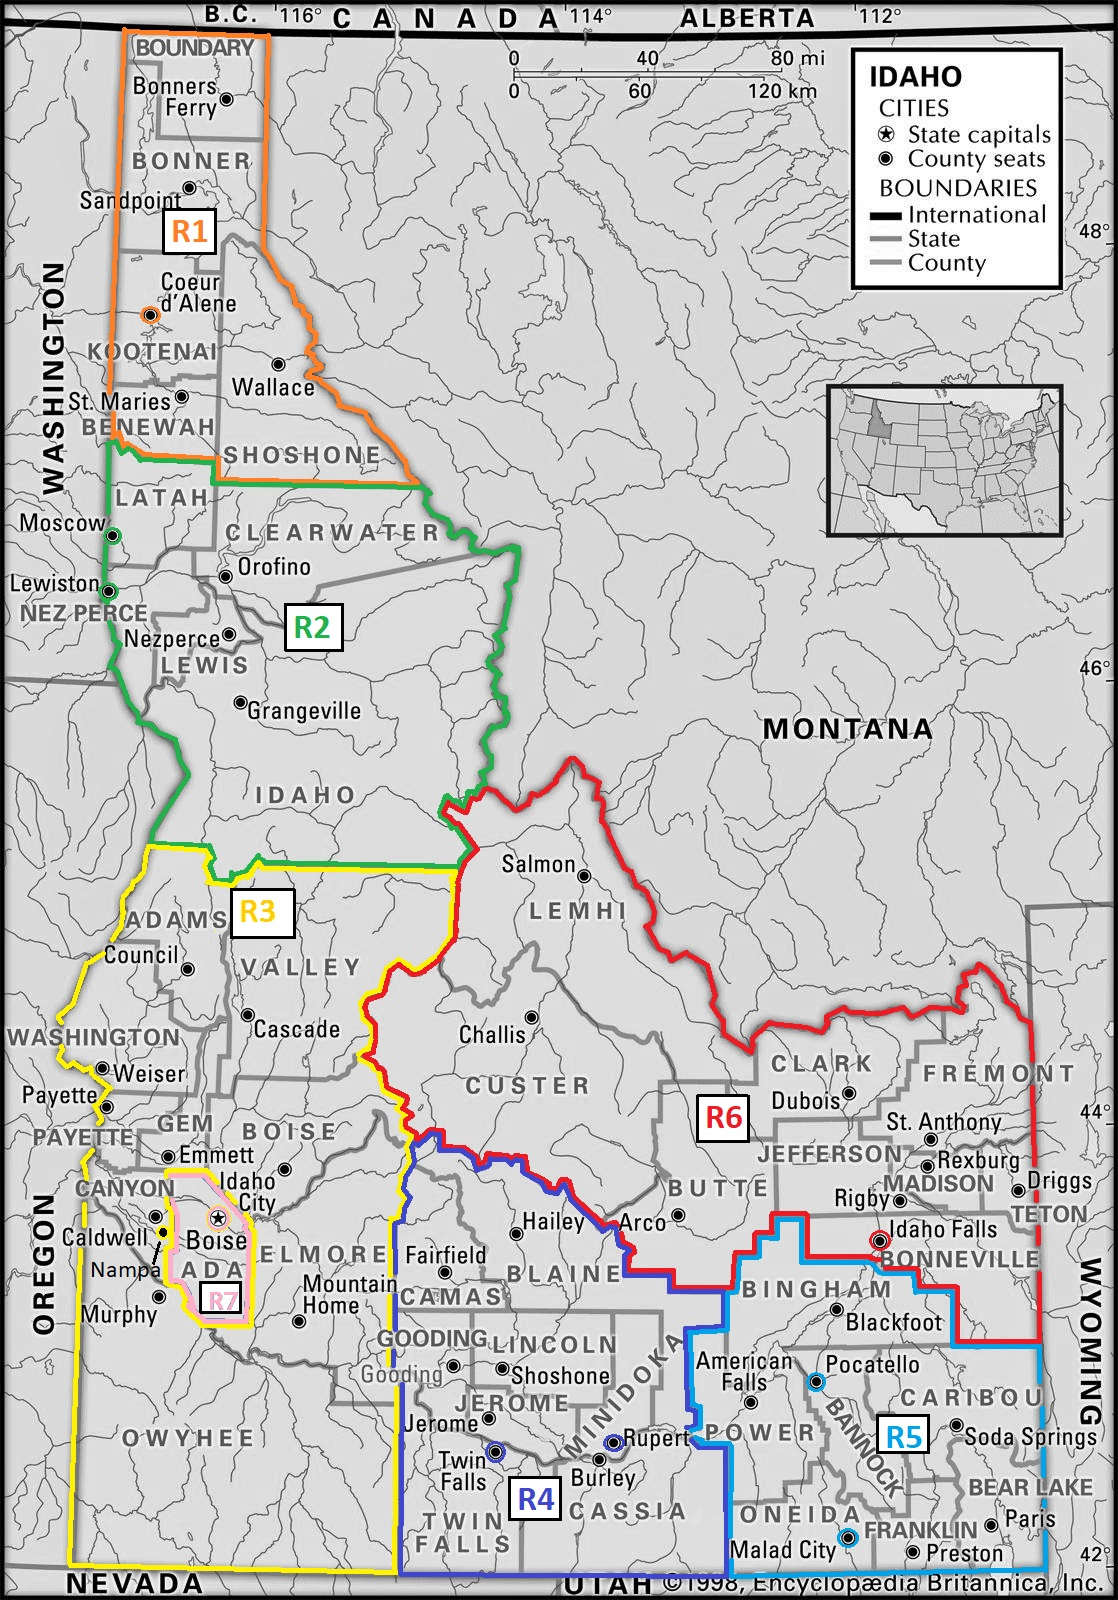 B.C.
116°
CANADA
114°
ALBERTA
112°
0 40 80 mi
0 60 120 km
IDAHO
CITIES
State capitals
County seats
BOUNDARIES
International
State
County
48°
BOUNDARY
Bonners
Ferry
BONNER
Sandpoint
R1
Coeur
d'Alene
WASHINGTON
KOOTENAI
Wallace
St. Maries
BENEWAH
SHOSHONE
LATAH
Moscow
CLEARWATER
Orofino
Lewiston
NEZ PERCE
R2
Nezperce
LEWIS
46°
Grangeville
MONTANA
IDAHO
Salmon
LEMHI
R3
ADAMS
Council
VALLEY
Cascade
Challis
WASHINGTON
Weiser
CUSTER
CLARK
FREMONT
Payette
Dubois
R6
44°
GEM
BOISE
St. Anthony
PAYETTE
Emmett
JEFFERSON
Rexburg
Idaho
City
CANYON
BUTTE
MADISON
Driggs
Rigby
TETON
OREGON
Caldwell
Boise
Hailey
Arco
Idaho Falls
Nampa
ADA
ELMORE
Fairfield
BLAINE
BONNEVILLE
R7
Mountain
Home
CAMAS
BINGHAM
Murphy
Blackfoot
WYOMING
GOODING
LINCOLN
MINIDOKA
Gooding
Shoshone
American
Falls
Pocatello
CARIBOU
JEROME
Jerome
BANNOCK
OWYHEE
Rupert
POWER
R5
Soda Springs
Twin
Falls
Burley
R4
BEAR LAKE
CASSIA
ONEIDA
Paris
TWIN
FALLS
FRANKLIN
Malad City
Preston
42°
NEVADA
UTAH
©1998, Encyclopædia Britannica, Inc.